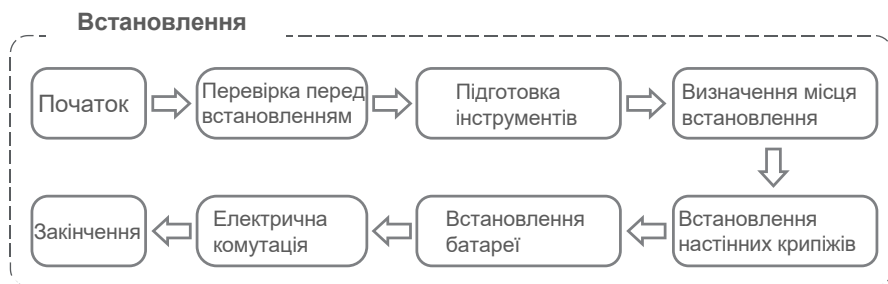 Встановлення
Початок
Перевірка перед
встановленням
Підготовка
інструментів
Визначення місця
встановлення
Встановлення
настінних крипіжів
Встановлення
батареї
Електрична
комутація
Закінчення